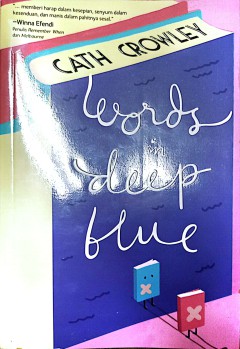 "... memberi harap dalam kesepian, senyum dalam
kesenduan, dan manis dalam pahitnya sesal."
—Winna Efendi
Penulis Remember When
dan Melbourne
CATH CROWLEY
words
in
deep
blue